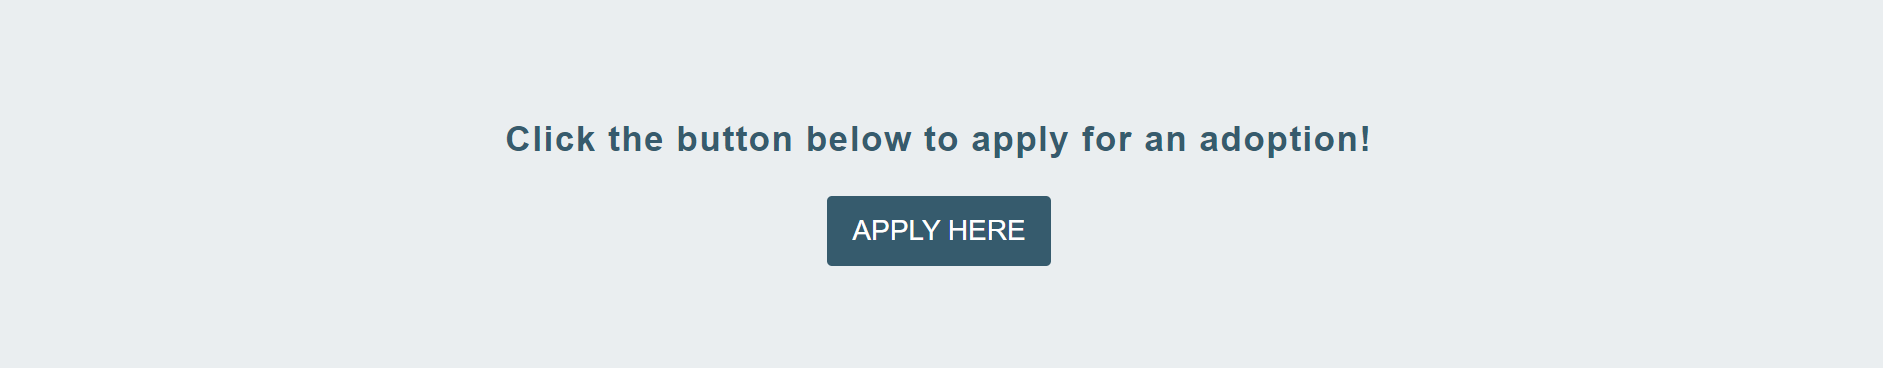 Click the button below to apply for an adoption!
APPLY HERE